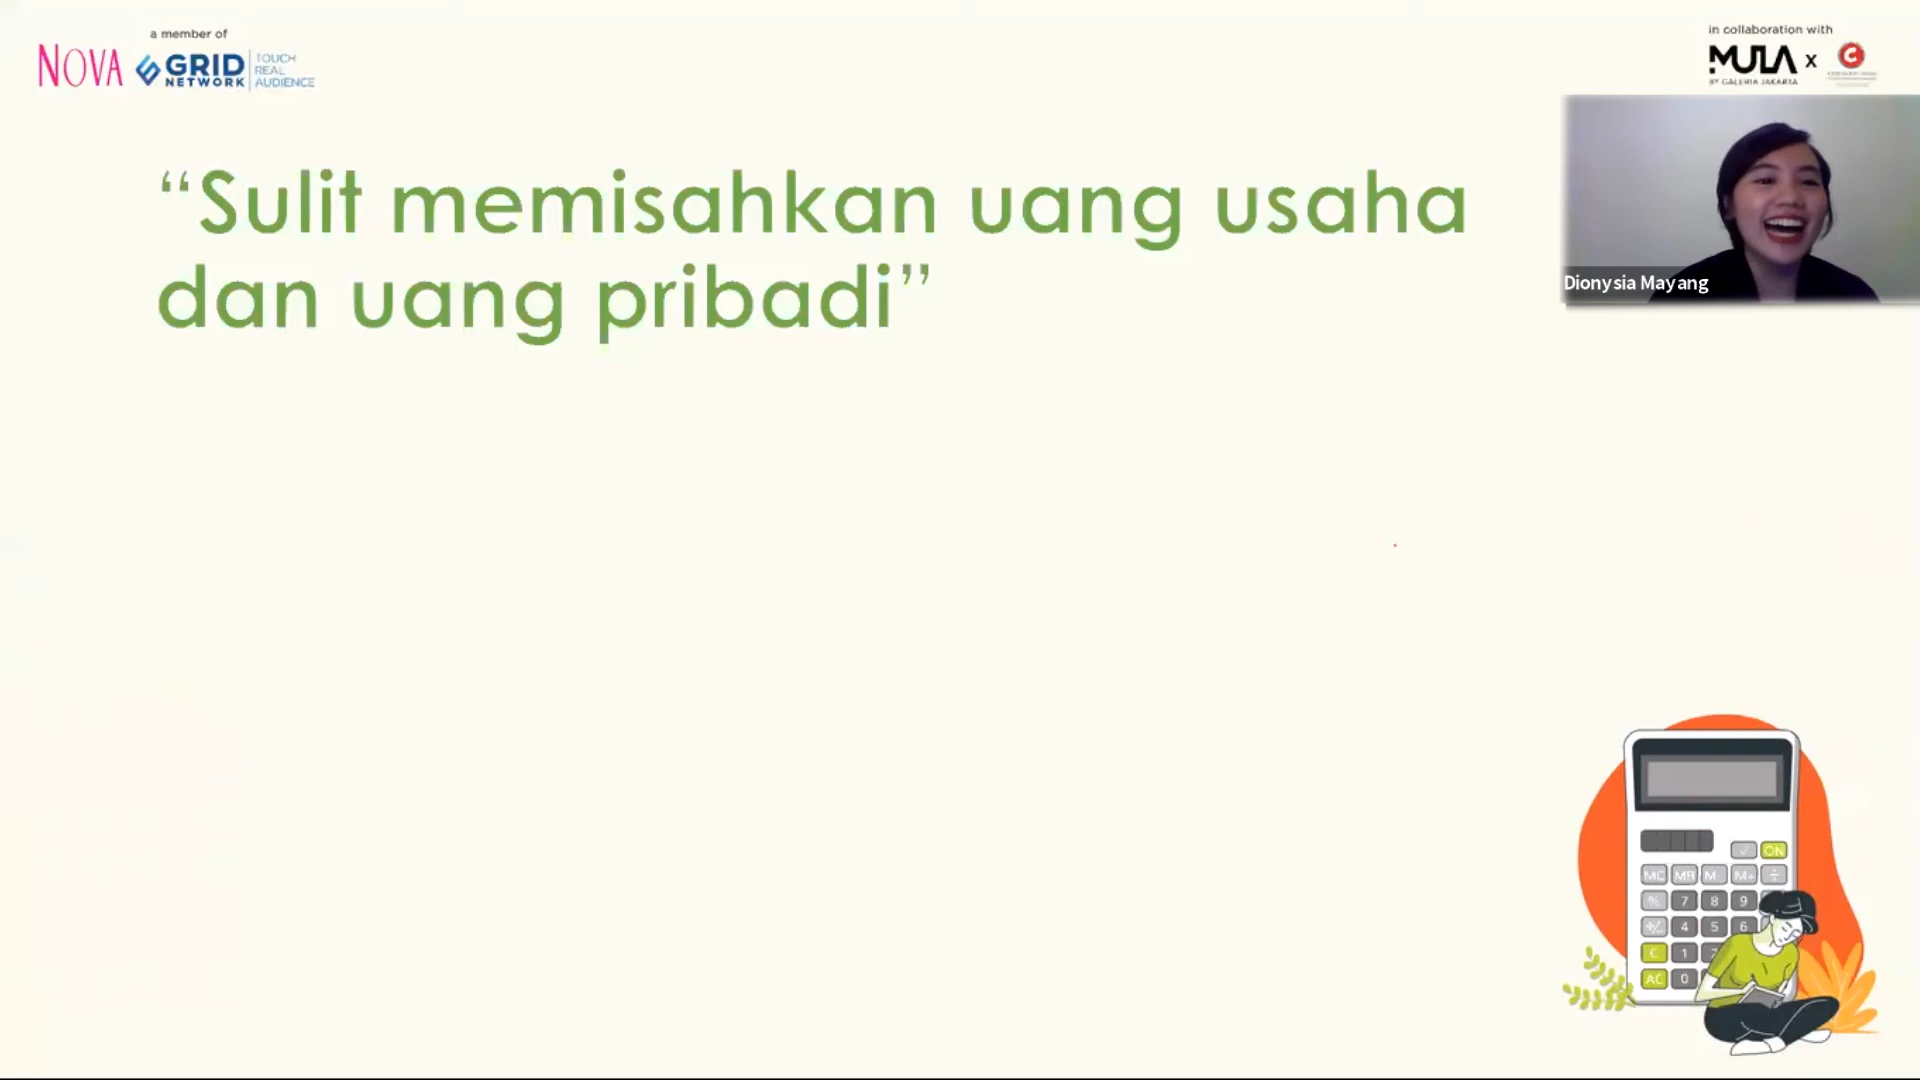 a member of
NOVA GRID NETWORK TOUCH REAL AUDIENCE
in collaboration with
MULA x C
BY GALERIA JAKARTA
“Sulit memisahkan uang usaha
dan uang pribadi”
Dionysia Mayang
ON
MC MR M- M+ ÷
% 7 8 9
+/- 4 5 6
C 1
AC 0